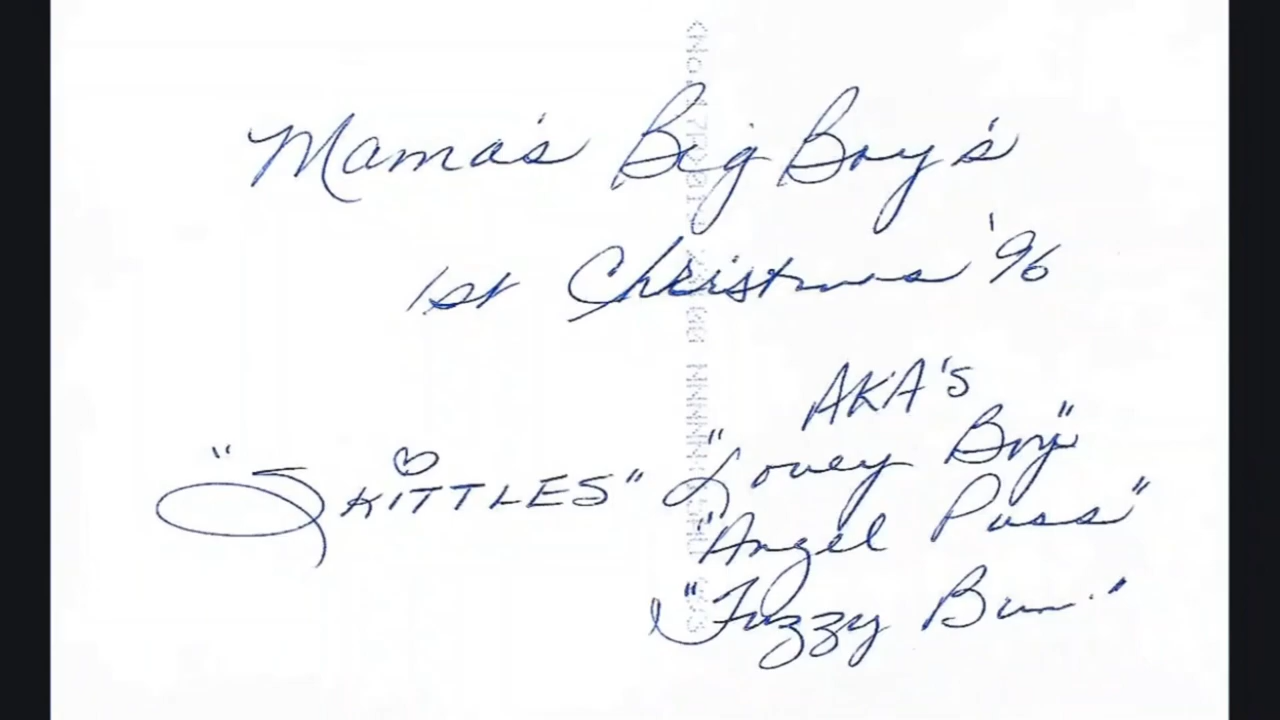 Mama's Big Boy's
1st Christmas '96
AKA's
"SKITTLES" "Lovey Boy"
"Angel Puss"
"Fuzzy Bun"